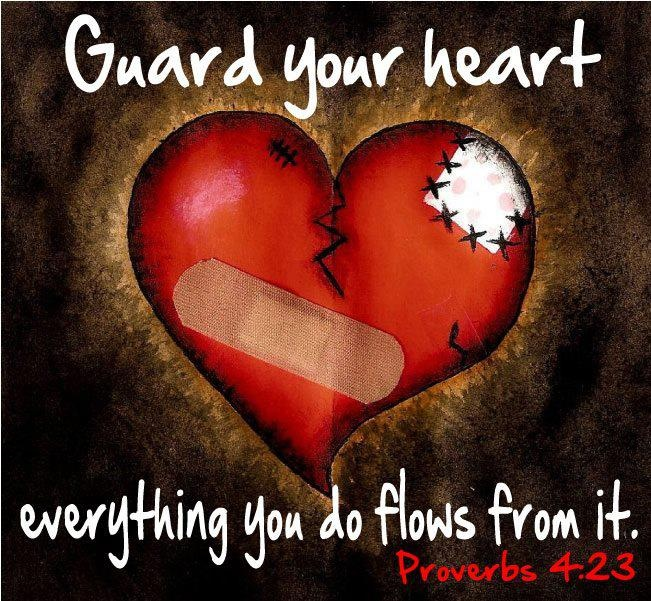 Guard your heart
everything you do flows from it.
Proverbs 4:23